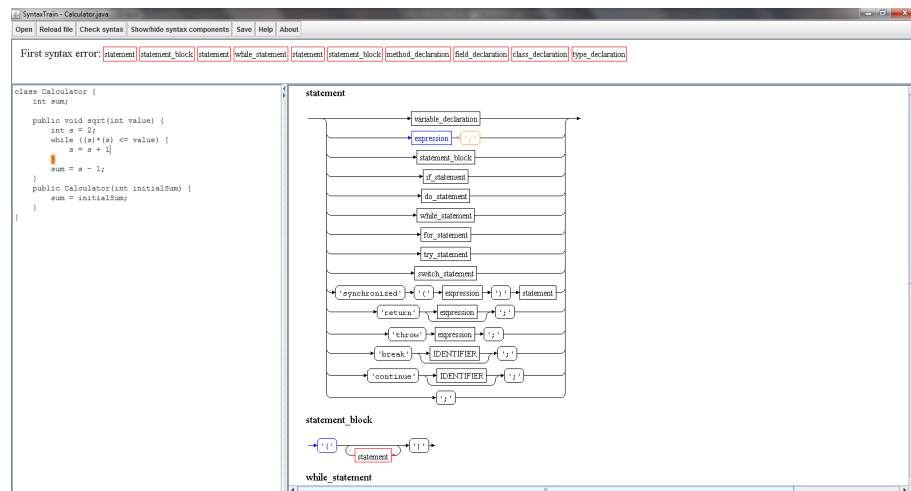 SyntaxTrain - Calculator.java
Open Reload file Check syntax Show/hide syntax components Save Help About
First syntax error: statement statement_block statement while_statement statement statement_block method_declaration field_declaration class_declaration type_declaration
class Calculator {
int sum;
public void sqrt(int value) {
int s = 2;
while ((s)*(s) <= value) {
s = s + 1
}
sum = s - 1;
}
public Calculator(int initialSum) {
sum = initialSum;
}
}
statement
variable_declaration
expression ';'
statement_block
if_statement
do_statement
while_statement
for_statement
try_statement
switch_statement
'synchronized' '(' expression ')' statement
'return' expression ';'
'throw' expression ';'
'break' IDENTIFIER ';'
'continue' IDENTIFIER ';'
';'
statement_block
'{' statement '}'
while_statement